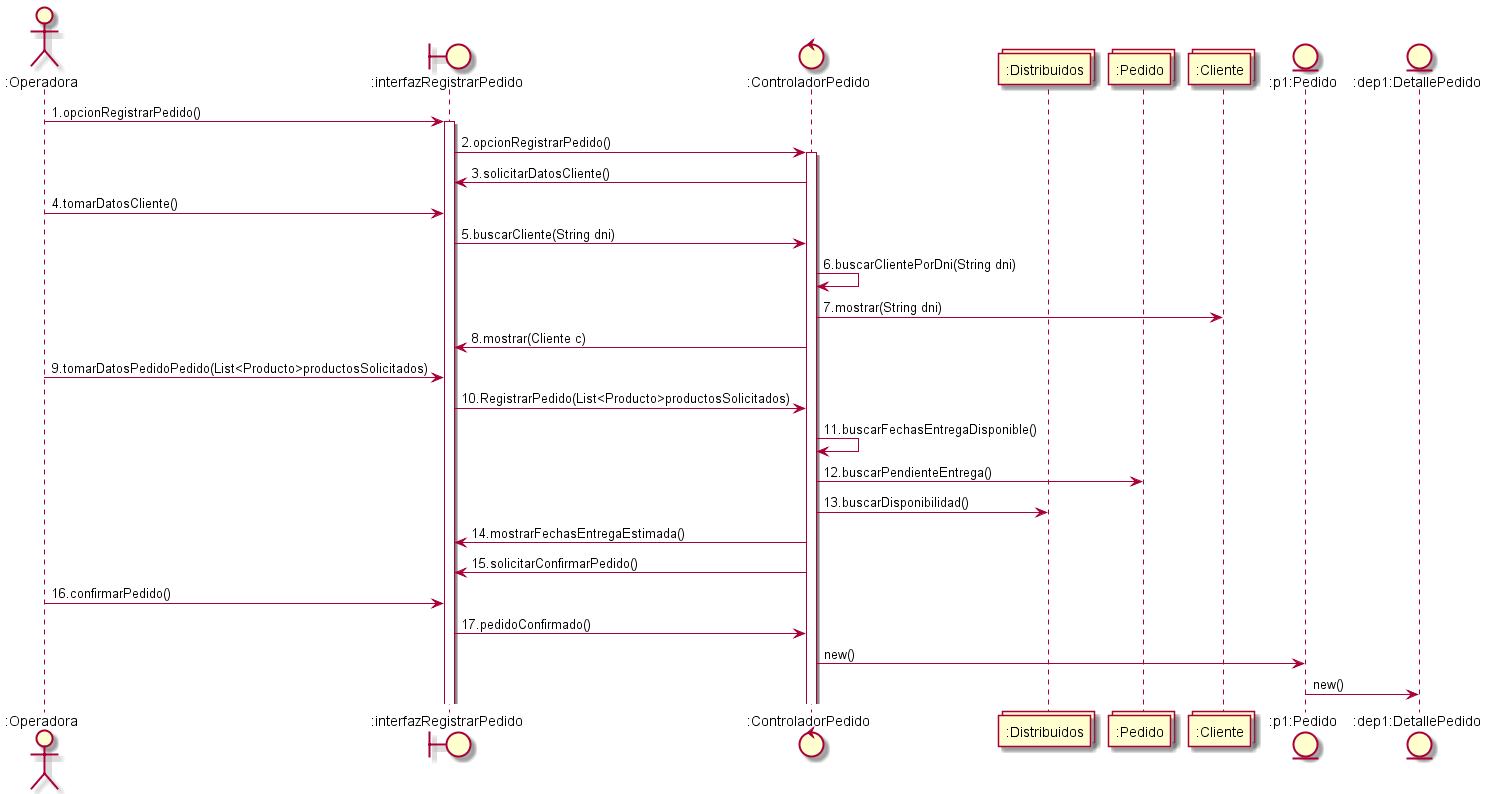 :Operadora
:interfazRegistrarPedido
:ControladorPedido
:Distribuidos
:Pedido
:Cliente
:p1:Pedido
:dep1:DetallePedido
1.opcionRegistrarPedido()
2.opcionRegistrarPedido()
3.solicitarDatosCliente()
4.tomarDatosCliente()
5.buscarCliente(String dni)
6.buscarClientePorDni(String dni)
7.mostrar(String dni)
8.mostrar(Cliente c)
9.tomarDatosPedidoPedido(List<Producto>productosSolicitados)
10.RegistrarPedido(List<Producto>productosSolicitados)
11.buscarFechasEntregaDisponible()
12.buscarPendienteEntrega()
13.buscarDisponibilidad()
14.mostrarFechasEntregaEstimada()
15.solicitarConfirmarPedido()
16.confirmarPedido()
17.pedidoConfirmado()
new()
new()
:Operadora
:interfazRegistrarPedido
:ControladorPedido
:Distribuidos
:Pedido
:Cliente
:p1:Pedido
:dep1:DetallePedido